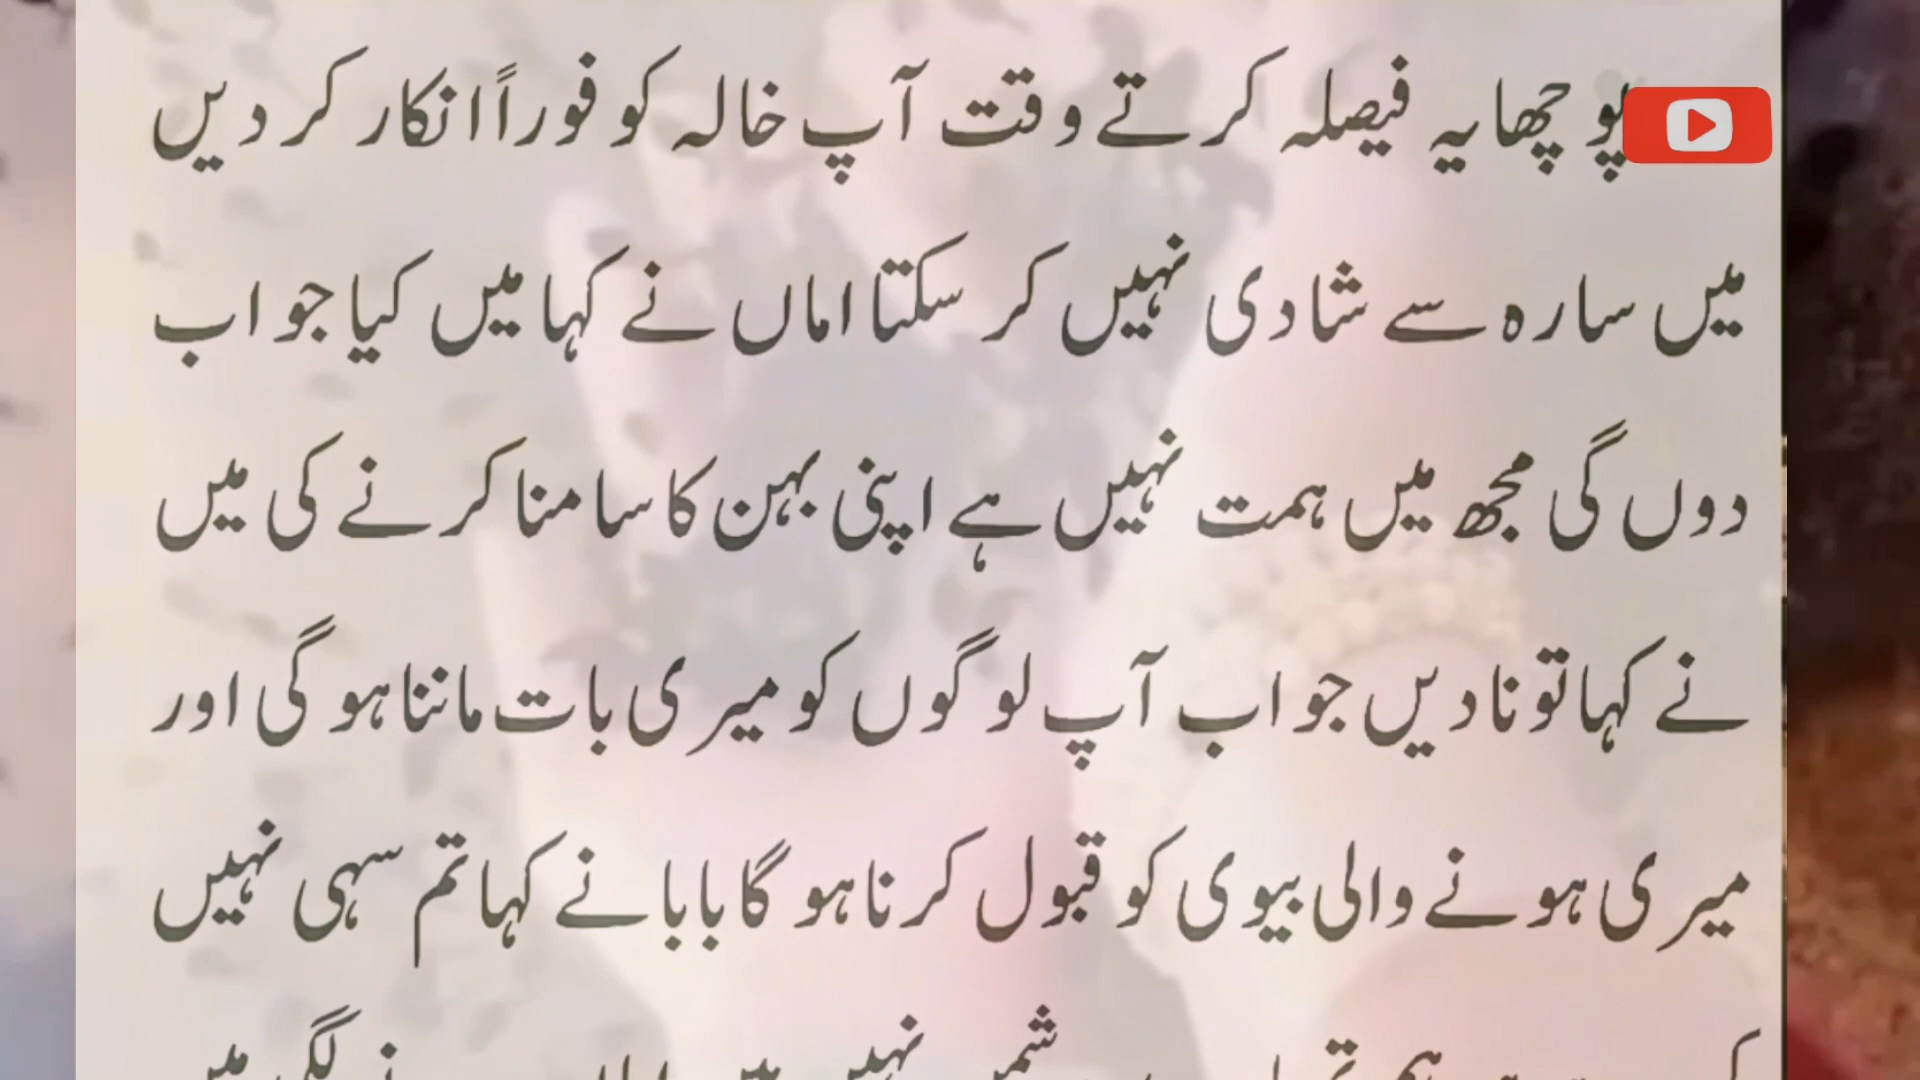 پوچھا یہ فیصلہ کرتے وقت آپ خالہ کو فوراً انکار کر دیں
میں سارہ سے شادی نہیں کر سکتا اماں نے کہا میں کیا جواب
دوں گی مجھ میں ہمت نہیں ہے اپنی بہن کا سامنا کرنے کی میں
نے کہا تو نا دیں جواب آپ لوگوں کو میری بات ماننا ہو گی اور
میری ہونے والی بیوی کو قبول کرنا ہو گا بابا نے کہا تم سہی نہیں